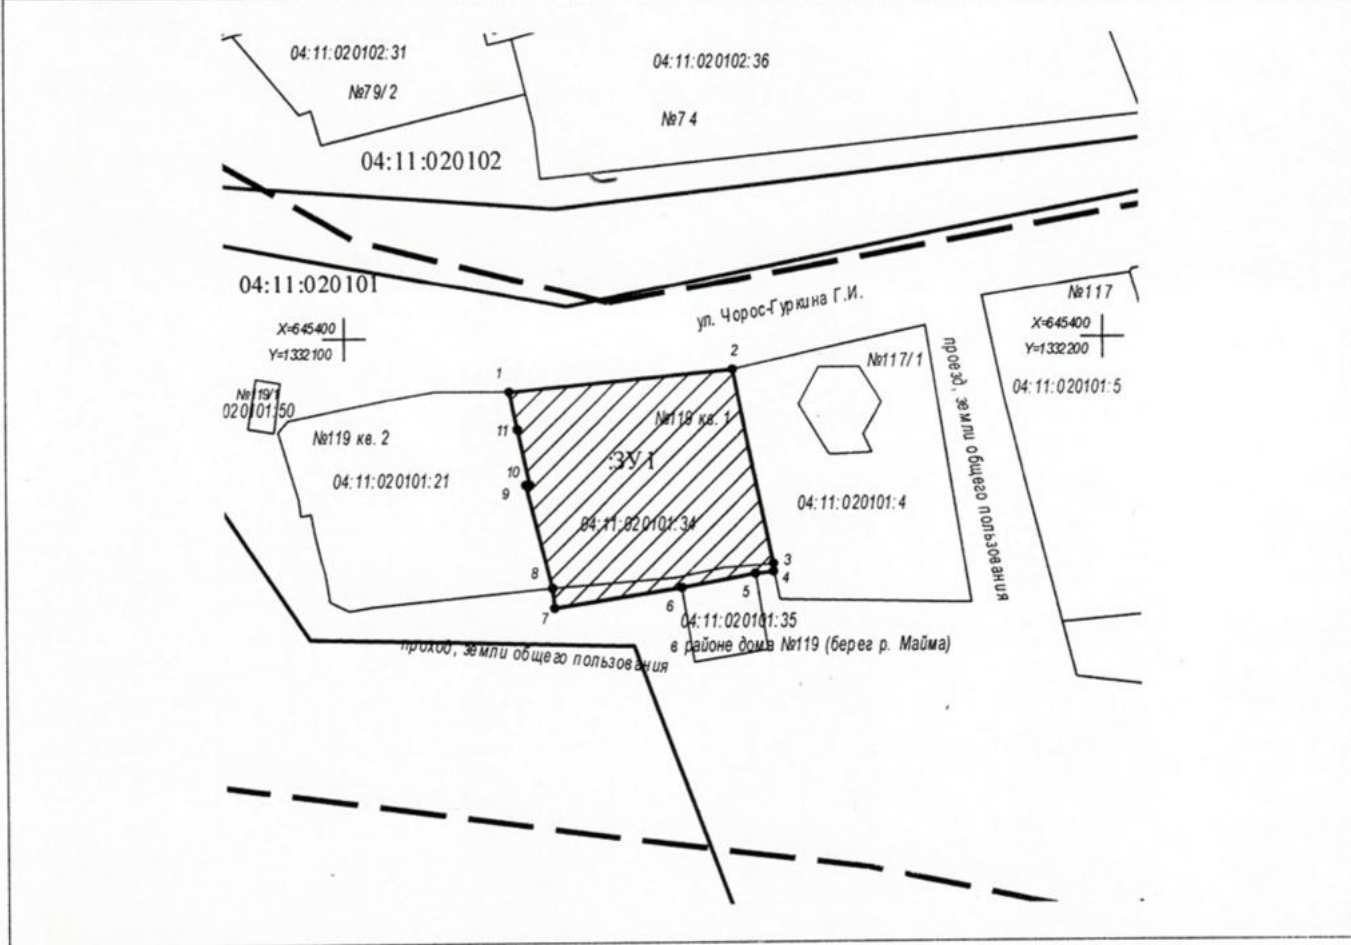 04:11:020102:31
04:11:020102:36
№79/2
№74
04:11:020102
04:11:020101
ул. Чорос-Гуркина Г.И.
№117
X=645400
Y=1332100
X=645400
Y=1332200
1
2
№117/1
проезд, земли общего пользования
04:11:020101:5
№119/1
020101:50
№119 кв. 1
11
№119 кв. 2
:ЗУ1
10
9
04:11:020101:21
04:11:020101:4
04:11:020101:34
3
4
8
5
6
7
04:11:020101:35
в районе дома №119 (берег р. Майма)
проход, земли общего пользования